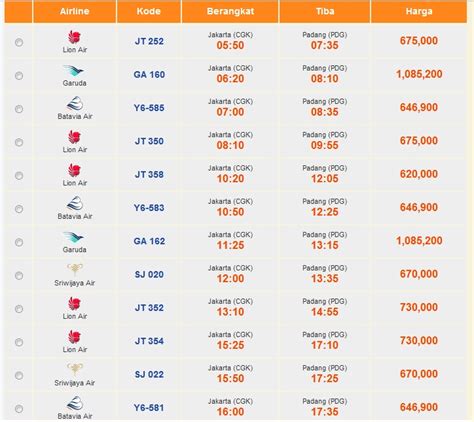 Airline Kode Berangkat Tiba Harga
Lion Air JT 252 Jakarta (CGK) 05:50 Padang (PDG) 07:35 675,000
Garuda GA 160 Jakarta (CGK) 06:20 Padang (PDG) 08:10 1,085,200
Batavia Air Y6-585 Jakarta (CGK) 07:00 Padang (PDG) 08:35 646,900
Lion Air JT 350 Jakarta (CGK) 08:10 Padang (PDG) 09:55 675,000
Lion Air JT 358 Jakarta (CGK) 10:20 Padang (PDG) 12:05 620,000
Batavia Air Y6-583 Jakarta (CGK) 10:50 Padang (PDG) 12:25 646,900
Garuda GA 162 Jakarta (CGK) 11:25 Padang (PDG) 13:15 1,085,200
Sriwijaya Air SJ 020 Jakarta (CGK) 12:00 Padang (PDG) 13:35 670,000
Lion Air JT 352 Jakarta (CGK) 13:10 Padang (PDG) 14:55 730,000
Lion Air JT 354 Jakarta (CGK) 15:25 Padang (PDG) 17:10 730,000
Sriwijaya Air SJ 022 Jakarta (CGK) 15:50 Padang (PDG) 17:25 670,000
Batavia Air Y6-581 Jakarta (CGK) 16:00 Padang (PDG) 17:35 646,900